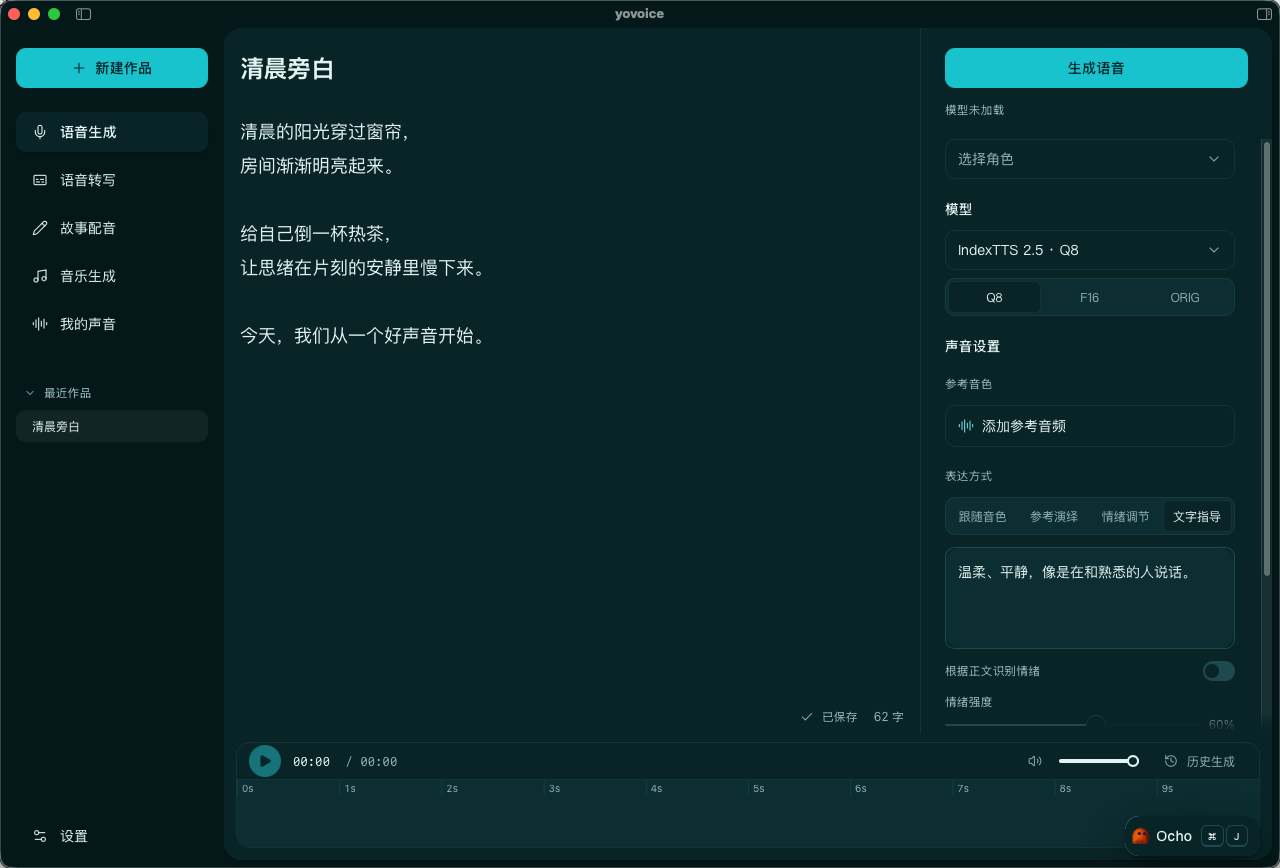 yovoice
新建作品
语音生成
语音转写
故事配音
音乐生成
我的声音
最近作品
清晨旁白
设置
清晨旁白
清晨的阳光穿过窗帘，
房间渐渐明亮起来。
给自己倒一杯热茶，
让思绪在片刻的安静里慢下来。
今天，我们从一个好声音开始。
已保存 62 字
生成语音
模型未加载
选择角色
模型
IndexTTS 2.5 · Q8
Q8 F16 ORIG
声音设置
参考音色
添加参考音频
表达方式
跟随音色 参考演绎 情绪调节 文字指导
温柔、平静，像是在和熟悉的人说话。
根据正文识别情绪
情绪强度
60%
00:00 / 00:00
历史生成
0s 1s 2s 3s 4s 5s 6s 7s 8s 9s
Ocho ⌘ J